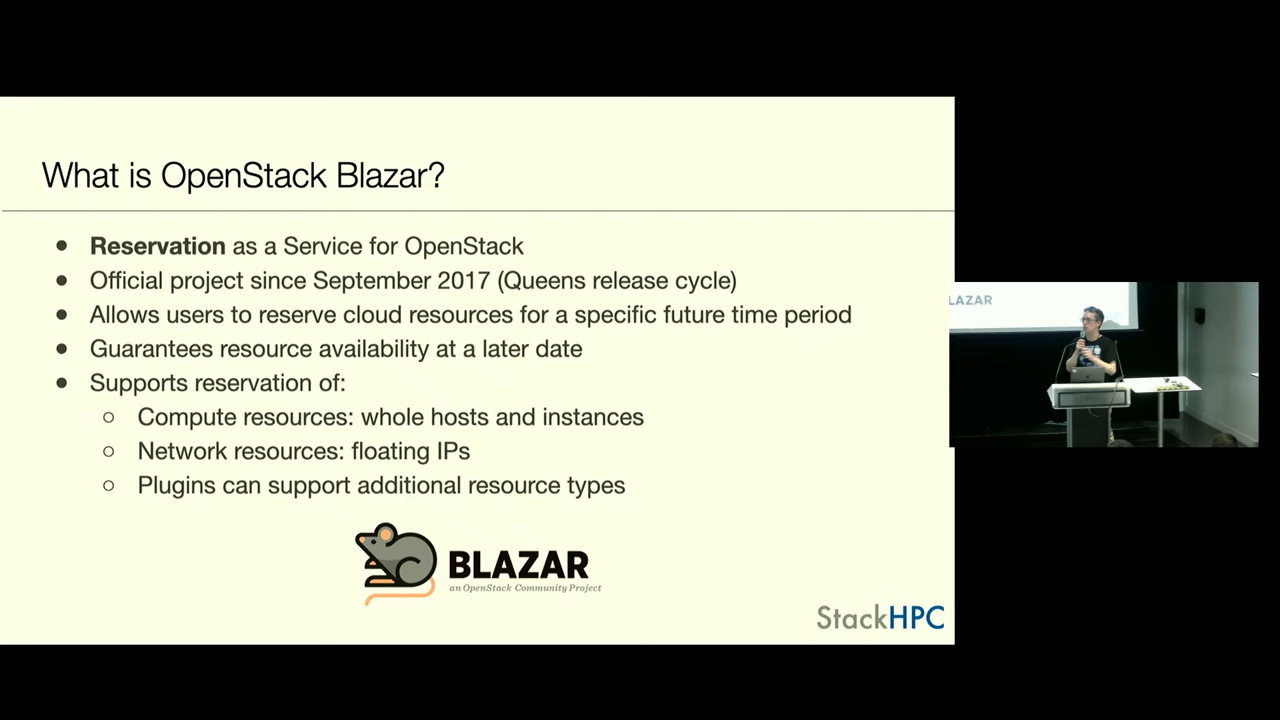 What is OpenStack Blazar?
● Reservation as a Service for OpenStack
● Official project since September 2017 (Queens release cycle)
● Allows users to reserve cloud resources for a specific future time period
● Guarantees resource availability at a later date
● Supports reservation of:
○ Compute resources: whole hosts and instances
○ Network resources: floating IPs
○ Plugins can support additional resource types
BLAZAR
an OpenStack Community Project
StackHPC
LAZAR